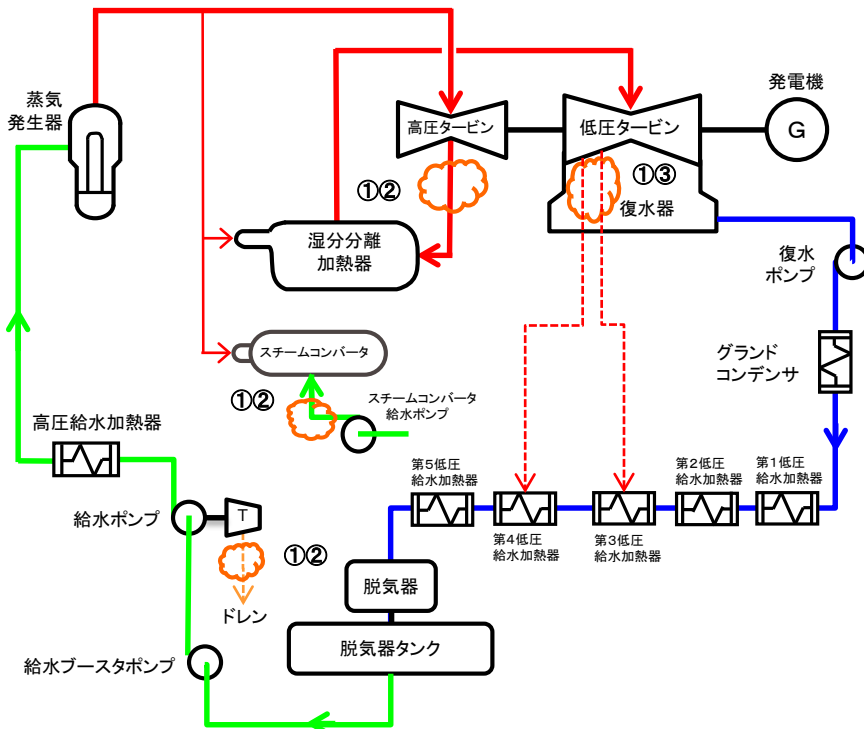 蒸気
発生器
高圧タービン
低圧タービン
発電機
G
①②
①③
復水器
湿分分離
加熱器
復水
ポンプ
スチームコンバータ
グランド
コンデンサ
①②
スチームコンバータ
給水ポンプ
高圧給水加熱器
第5低圧
給水加熱器
第2低圧
給水加熱器
第1低圧
給水加熱器
給水ポンプ
T
第4低圧
給水加熱器
第3低圧
給水加熱器
①②
脱気器
ドレン
脱気器タンク
給水ブースタポンプ